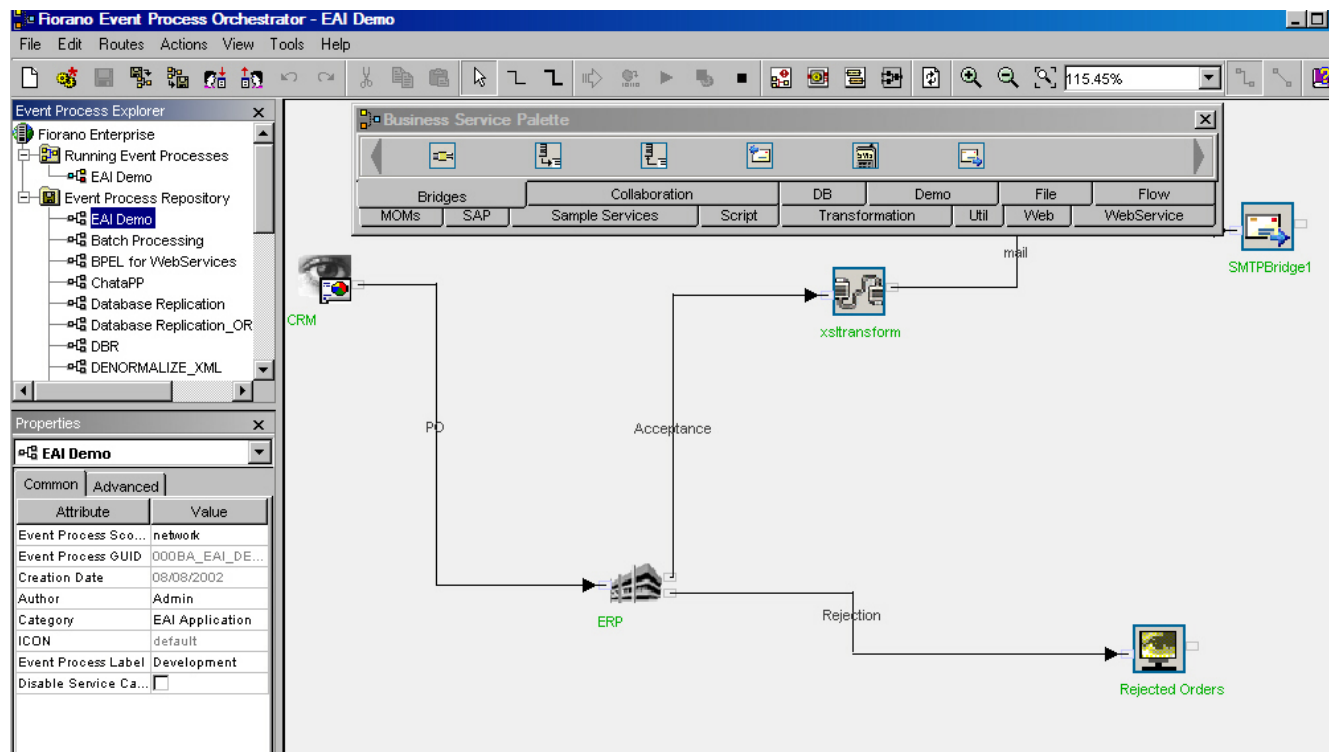 Fiorano Event Process Orchestrator - EAI Demo
File Edit Routes Actions View Tools Help
115.45%
Event Process Explorer
Fiorano Enterprise
Running Event Processes
EAI Demo
Event Process Repository
EAI Demo
Batch Processing
BPEL for WebServices
ChataPP
Database Replication
Database Replication_OR
DBR
DENORMALIZE_XML
Properties
EAI Demo
Common Advanced
Attribute Value
Event Process Sco... network
Event Process GUID 000BA_EAI_DE...
Creation Date 08/08/2002
Author Admin
Category EAI Application
ICON default
Event Process Label Development
Disable Service Ca...
Business Service Palette
Bridges Collaboration DB Demo File Flow
MOMs SAP Sample Services Script Transformation Util Web WebService
mail
SMTPBridge1
CRM
xsltransform
PO
Acceptance
ERP
Rejection
Rejected Orders